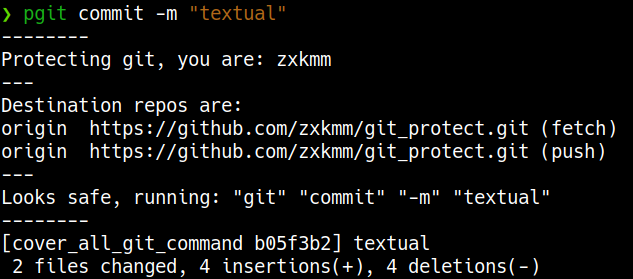 ❯ pgit commit -m "textual"
--------
Protecting git, you are: zxkmm
---
Destination repos are:
origin  https://github.com/zxkmm/git_protect.git (fetch)
origin  https://github.com/zxkmm/git_protect.git (push)
---
Looks safe, running: "git" "commit" "-m" "textual"
--------
[cover_all_git_command b05f3b2] textual
 2 files changed, 4 insertions(+), 4 deletions(-)